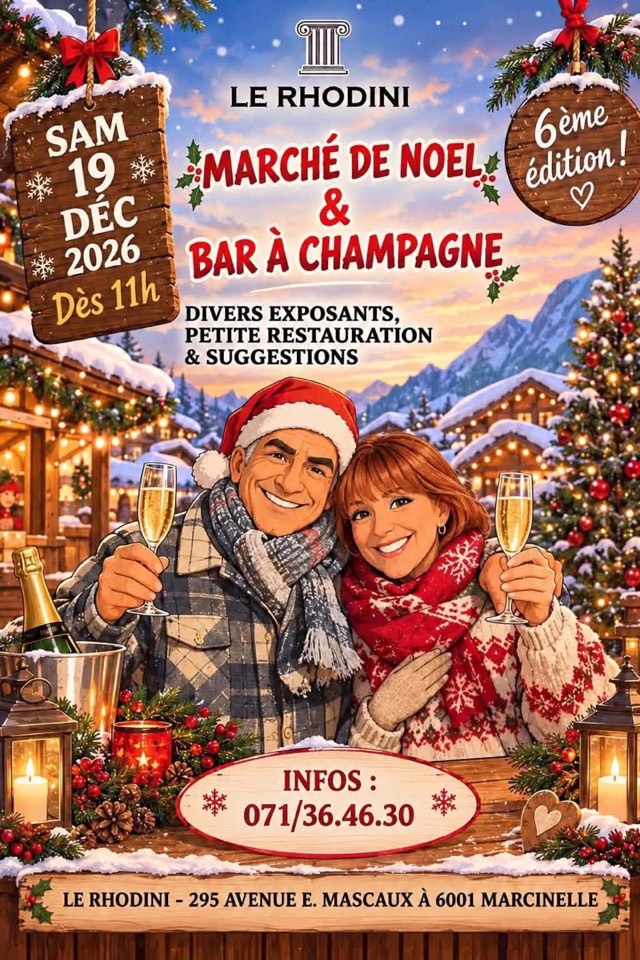 LE RHODINI
SAM
19
DÉC
2026
Dès 11h
6ème
édition !
MARCHÉ DE NOEL
&
BAR À CHAMPAGNE
DIVERS EXPOSANTS,
PETITE RESTAURATION
& SUGGESTIONS
INFOS :
071/36.46.30
LE RHODINI – 295 AVENUE E. MASCAUX À 6001 MARCINELLE